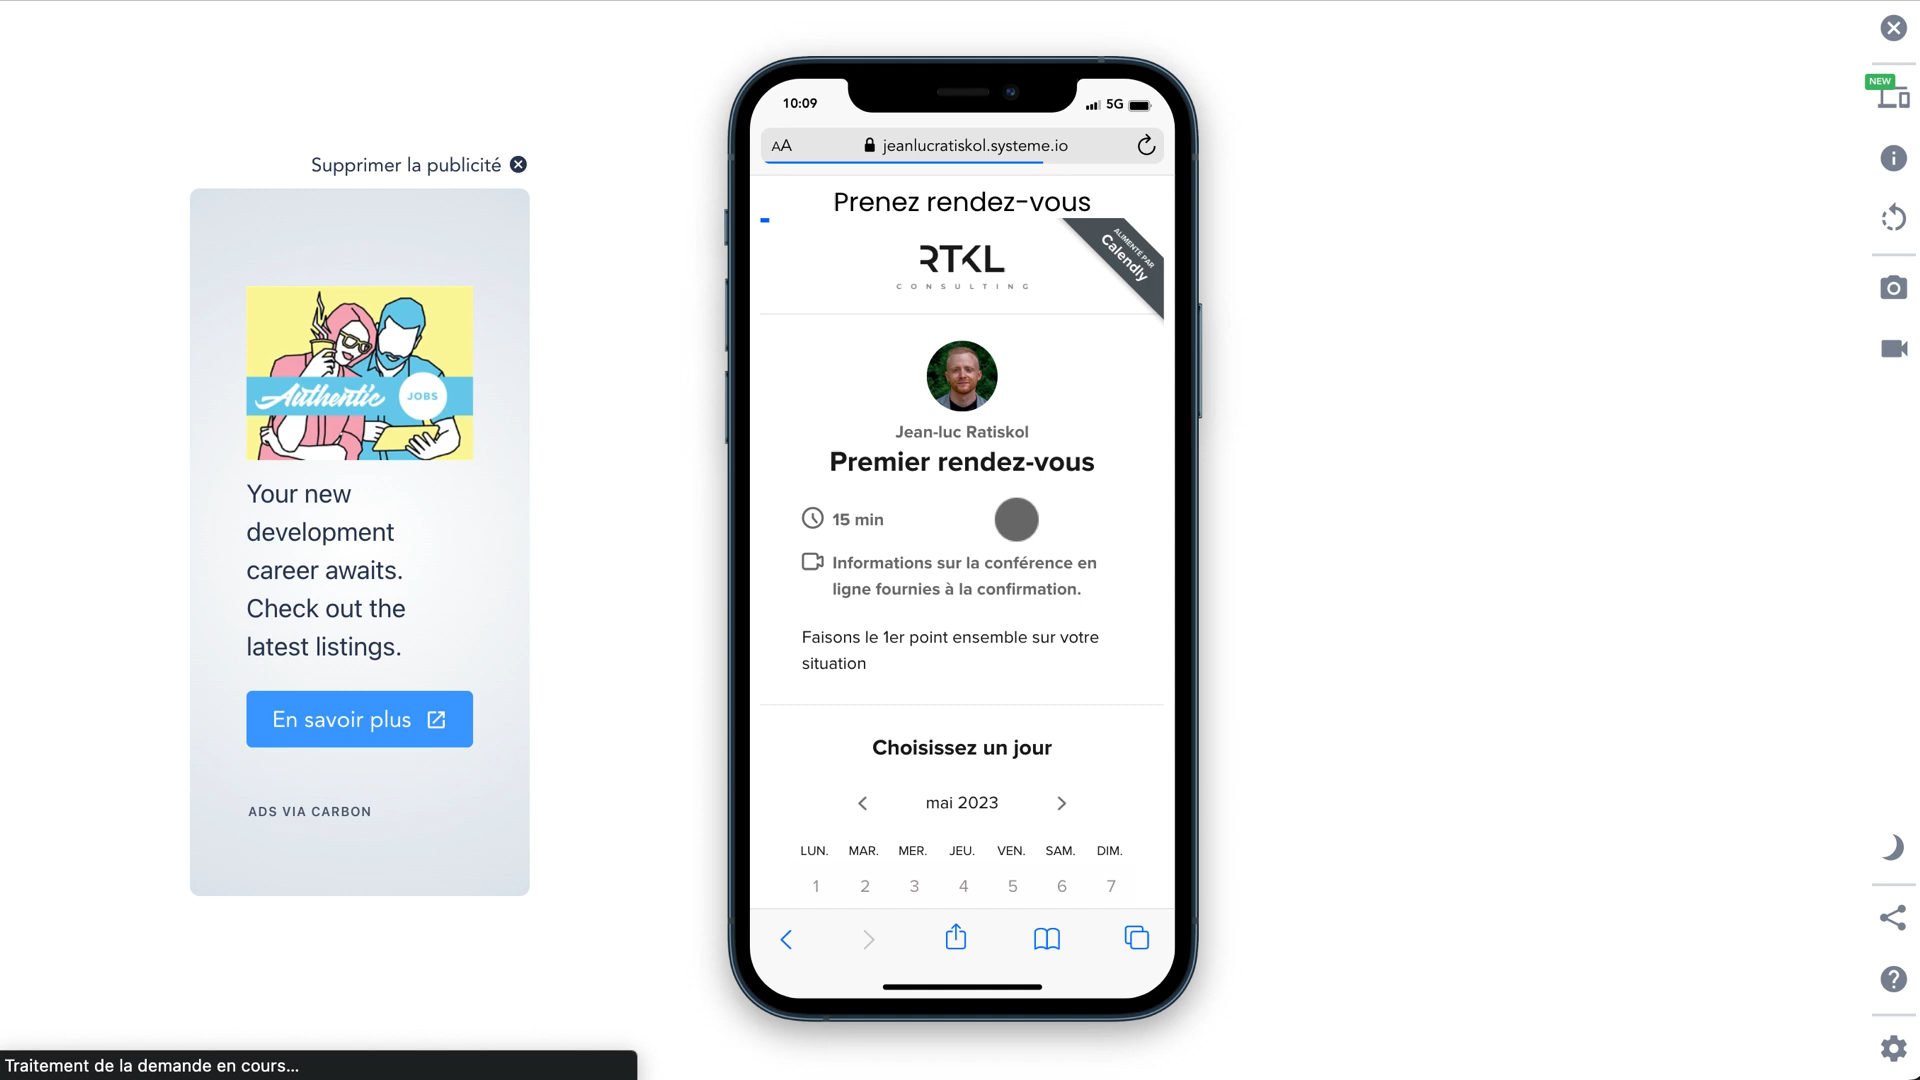 Supprimer la publicité
Authentic
JOBS
Your new
development
career awaits.
Check out the
latest listings.
En savoir plus
ADS VIA CARBON
10:09
5G
AA
jeanlucratiskol.systeme.io
Prenez rendez-vous
ALIMENTÉ PAR
Calendly
RTKL
CONSULTING
Jean-luc Ratiskol
Premier rendez-vous
15 min
Informations sur la conférence en
ligne fournies à la confirmation.
Faisons le 1er point ensemble sur votre
situation
Choisissez un jour
mai 2023
LUN. MAR. MER. JEU. VEN. SAM. DIM.
1 2 3 4 5 6 7
NEW
Traitement de la demande en cours...